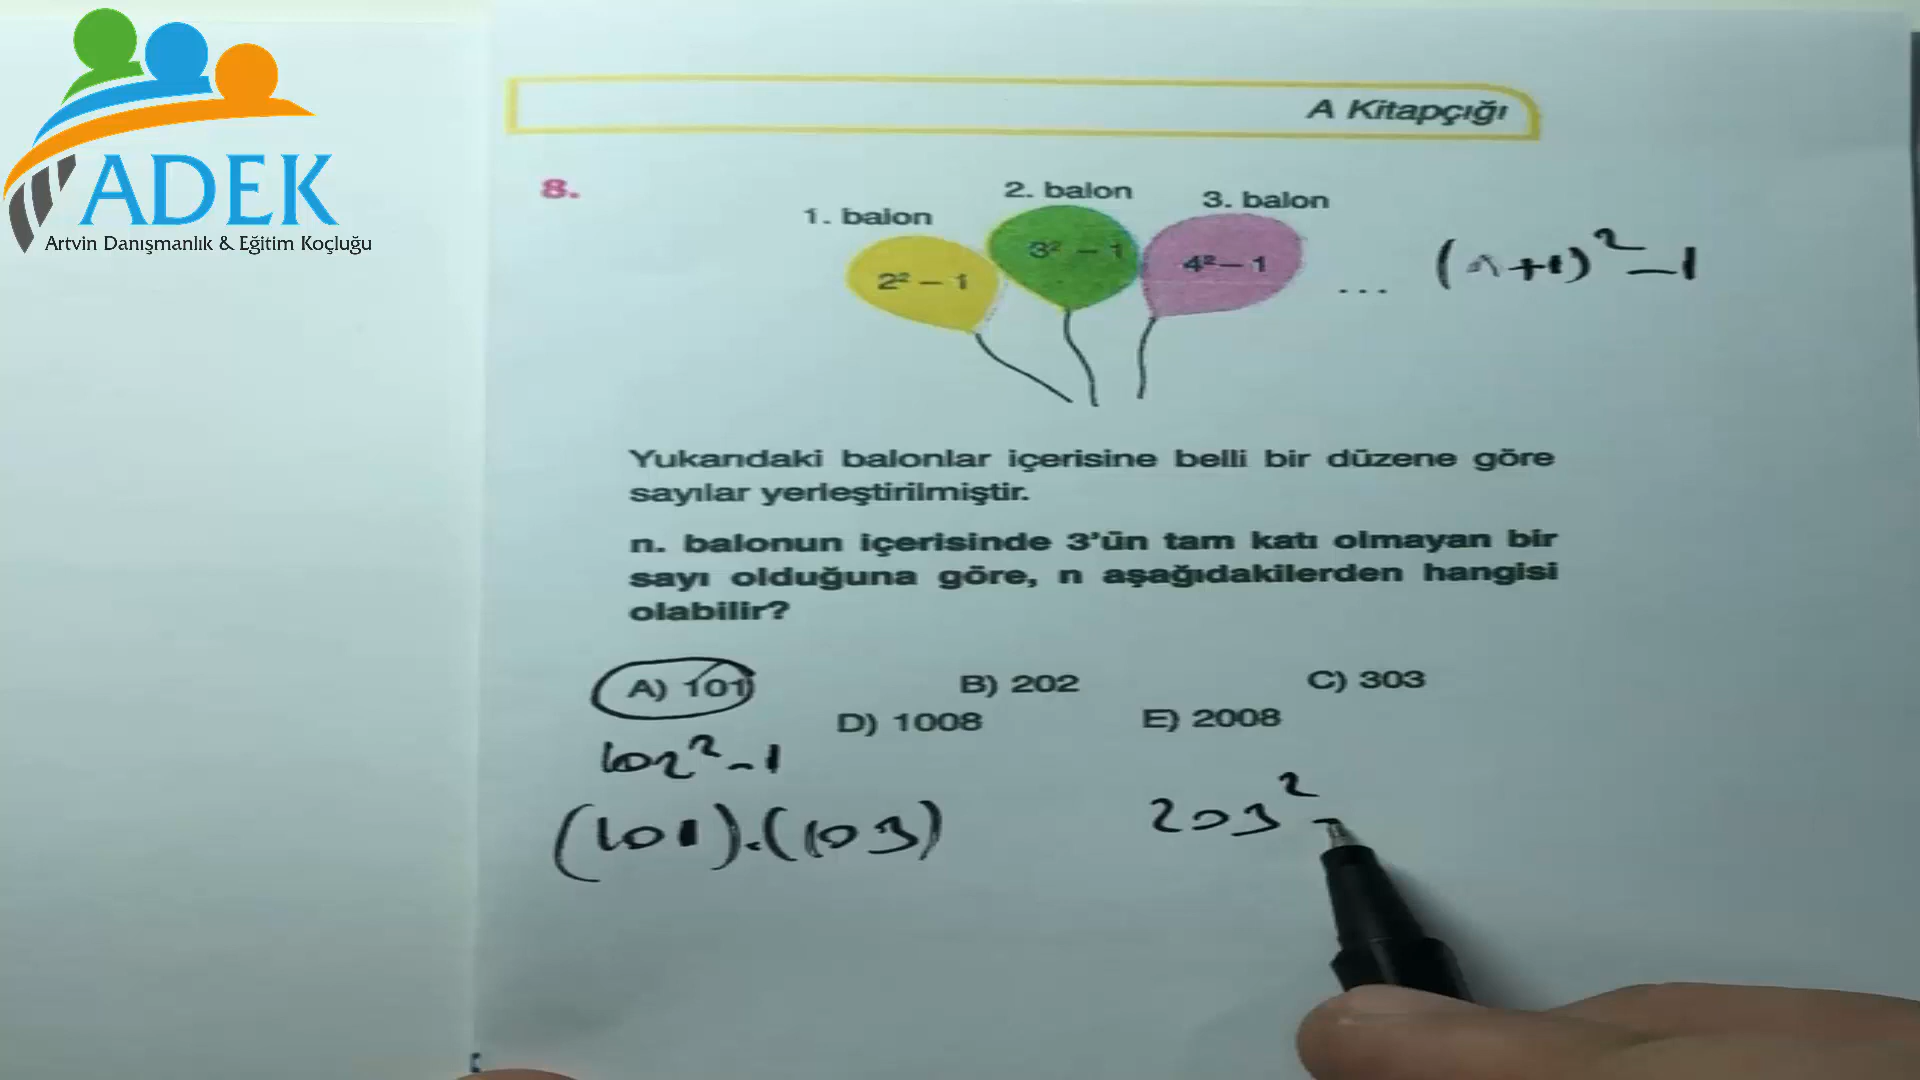 ADEK
Artvin Danışmanlık & Eğitim Koçluğu
A Kitapçığı
8.
1. balon
2. balon
3. balon
2² – 1
3² – 1
4² – 1
... (n+1)² – 1
Yukarıdaki balonlar içerisine belli bir düzene göre
sayılar yerleştirilmiştir.
n. balonun içerisinde 3'ün tam katı olmayan bir
sayı olduğuna göre, n aşağıdakilerden hangisi
olabilir?
A) 101 B) 202 C) 303
D) 1008 E) 2008
102² – 1
(101).(103)
203² –